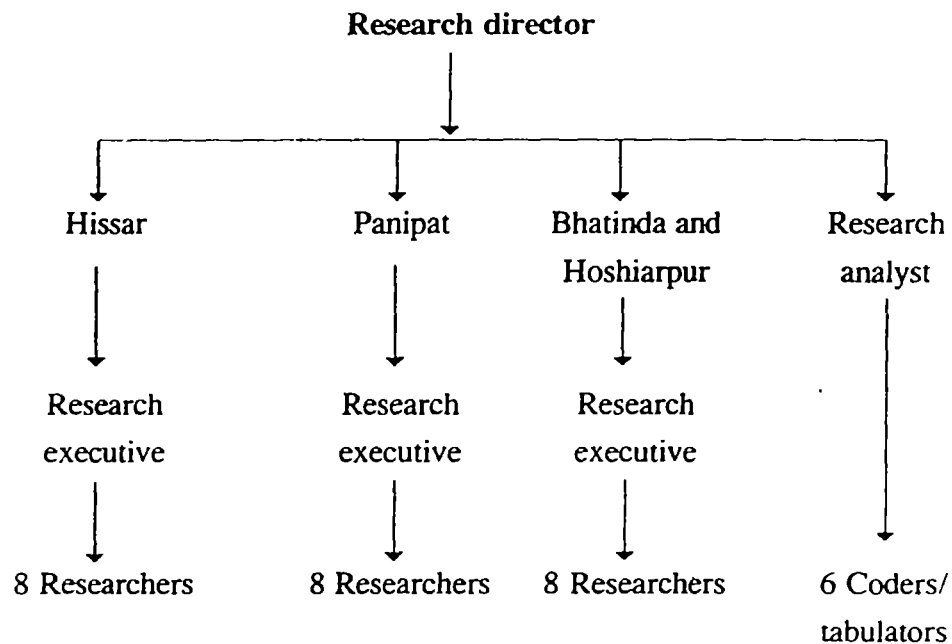 Research director
Hissar
Panipat
Bhatinda and
Hoshiarpur
Research
analyst
Research
executive
Research
executive
Research
executive
8 Researchers
8 Researchers
8 Researchers
6 Coders/
tabulators